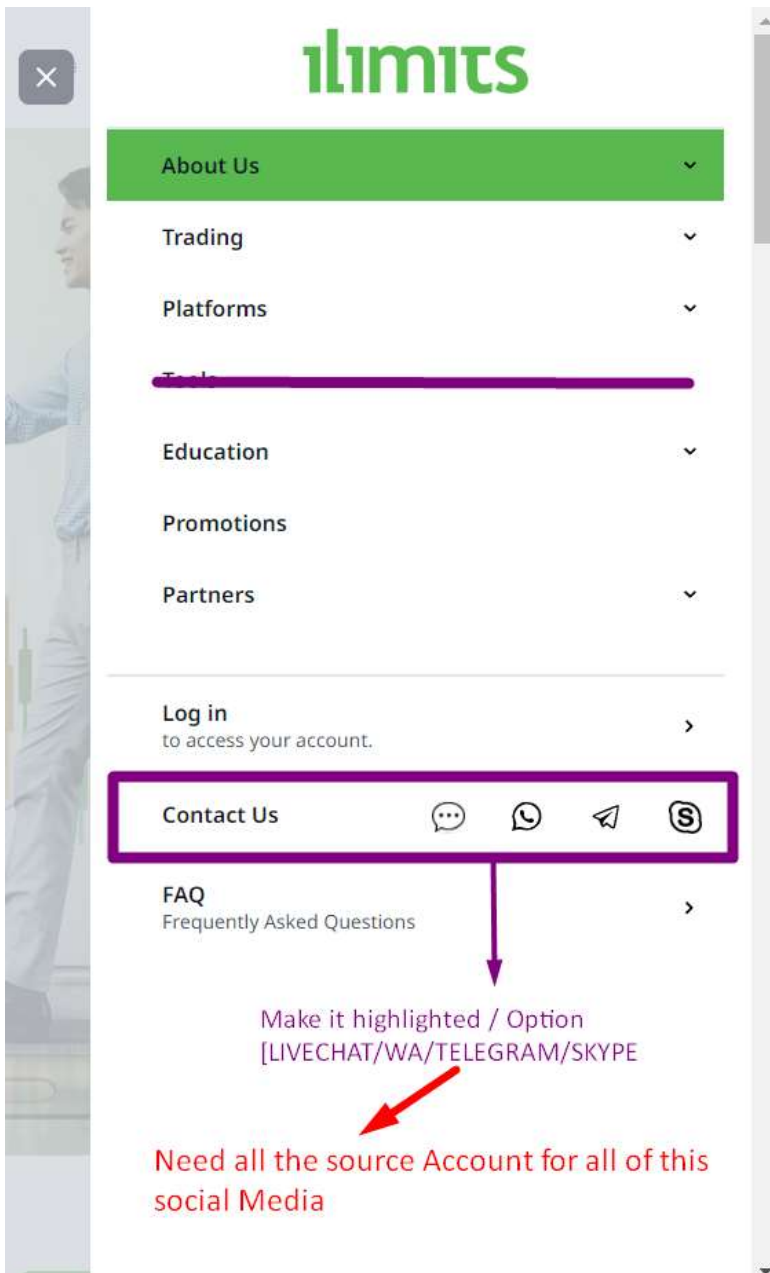 ılımıts
About Us
Trading
Platforms
Tools
Education
Promotions
Partners
Log in
to access your account.
Contact Us
FAQ
Frequently Asked Questions
Make it highlighted / Option
[LIVECHAT/WA/TELEGRAM/SKYPE
Need all the source Account for all of this
social Media